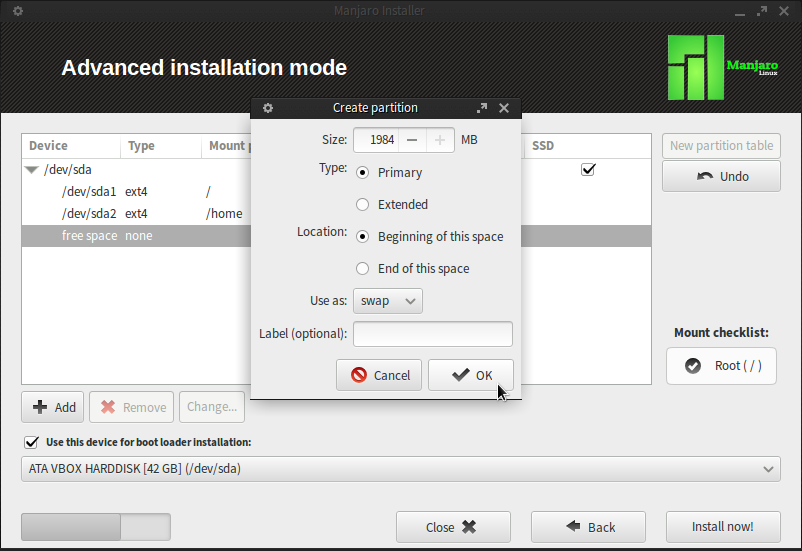 Manjaro Installer
Advanced installation mode
Manjaro
Linux
Create partition
Size: 1984 MB
Type: Primary
Extended
Location: Beginning of this space
End of this space
Use as: swap
Label (optional):
Cancel OK
Device Type Mount p SSD
/dev/sda
/dev/sda1 ext4 /
/dev/sda2 ext4 /home
free space none
New partition table
Undo
Mount checklist:
Root ( / )
Add Remove Change...
Use this device for boot loader installation:
ATA VBOX HARDDISK [42 GB] (/dev/sda)
Close Back Install now!